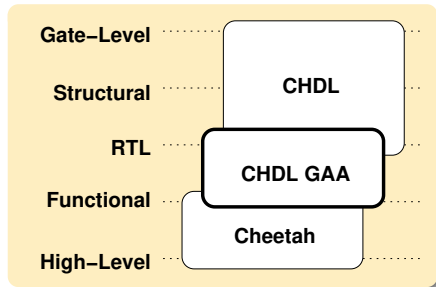 Gate−Level
Structural
CHDL
RTL
CHDL GAA
Functional
Cheetah
High−Level